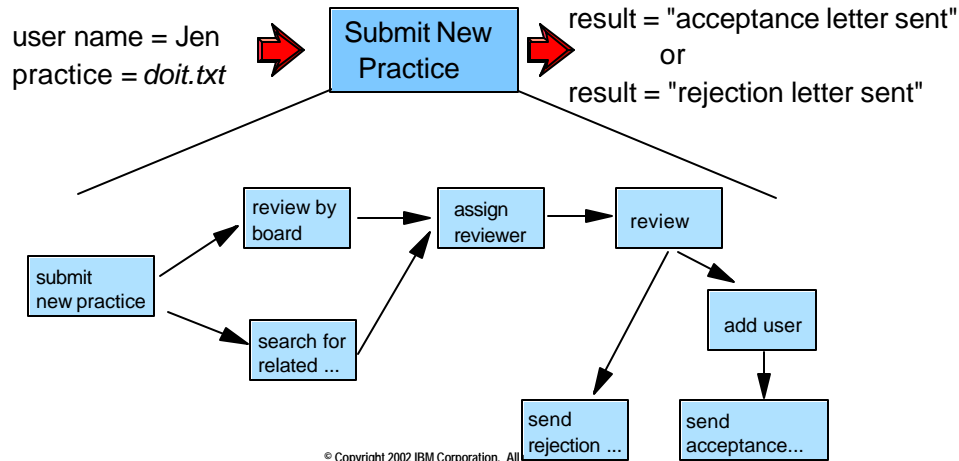 user name = Jen
practice = doit.txt
Submit New
Practice
result = "acceptance letter sent"
or
result = "rejection letter sent"
review by
board
assign
reviewer
review
submit
new practice
search for
related ...
add user
send
rejection ...
send
acceptance...
© Copyright 2002 IBM Corporation. All